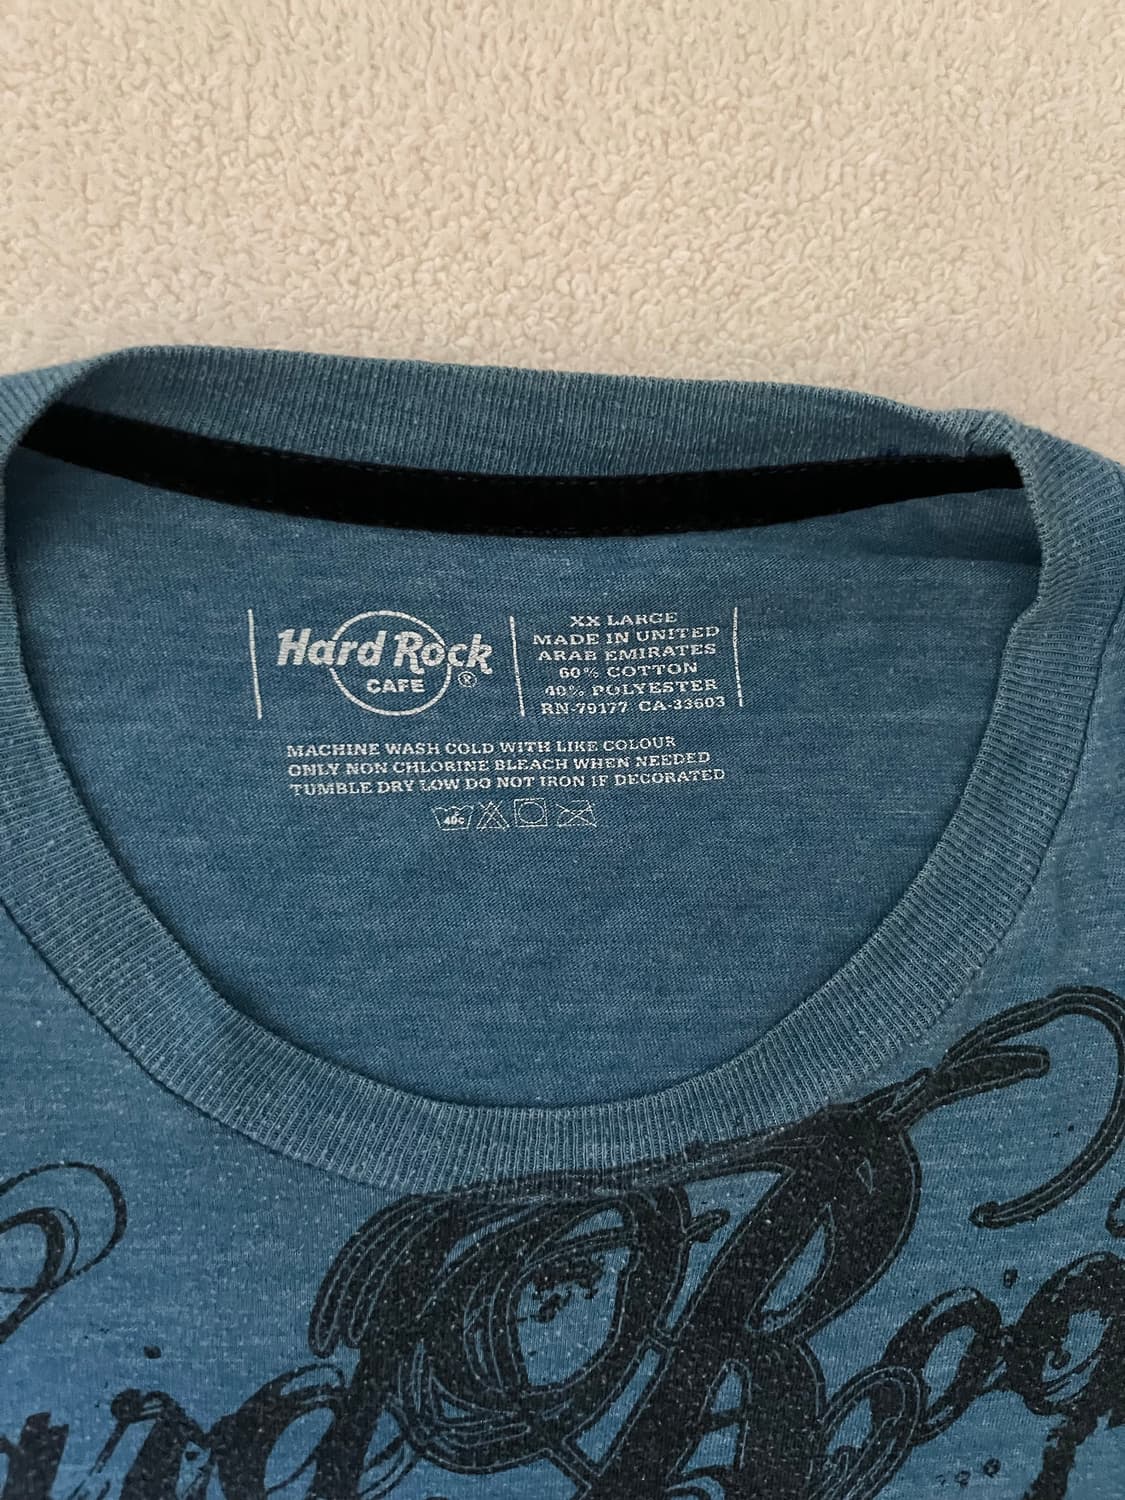 Hard Rock
CAFE ®
XX LARGE
MADE IN UNITED
ARAB EMIRATES
60% COTTON
40% POLYESTER
RN-79177 CA-33603
MACHINE WASH COLD WITH LIKE COLOUR
ONLY NON CHLORINE BLEACH WHEN NEEDED
TUMBLE DRY LOW DO NOT IRON IF DECORATED
40c